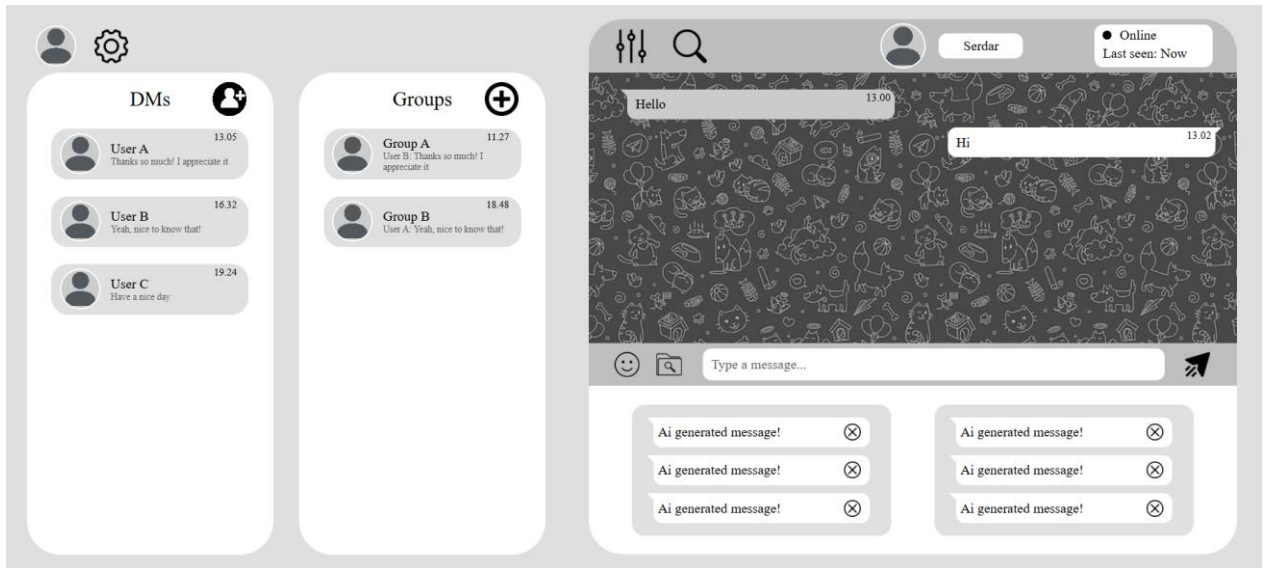 DMs
User A
13.05
Thanks so much! I appreciate it
User B
16.32
Yeah, nice to know that!
User C
19.24
Have a nice day
Groups
Group A
11.27
User B: Thanks so much! I
appreciate it
Group B
18.48
User A: Yeah, nice to know that!
Serdar
Online
Last seen: Now
Hello
13.00
Hi
13.02
Type a message...
Ai generated message!
Ai generated message!
Ai generated message!
Ai generated message!
Ai generated message!
Ai generated message!